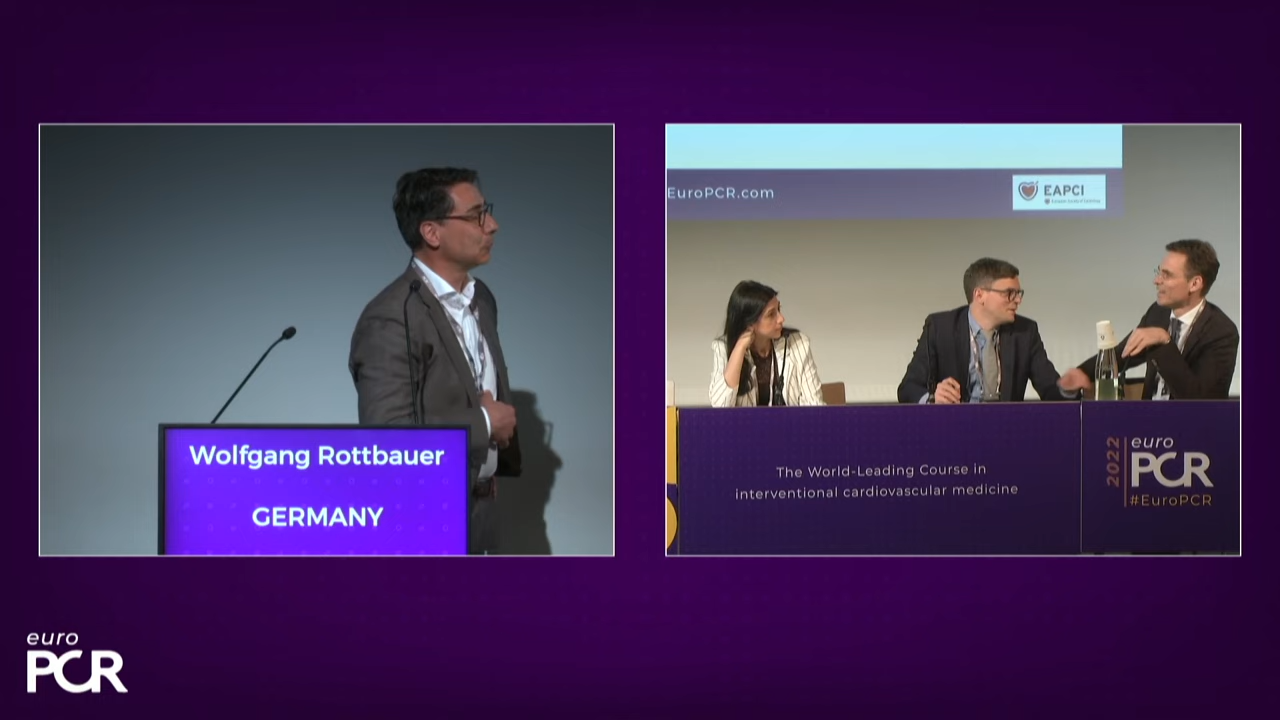 Wolfgang Rottbauer
GERMANY
EuroPCR.com
EAPCI
The World-Leading Course in
interventional cardiovascular medicine
2022
euro
PCR
#EuroPCR
euro
PCR